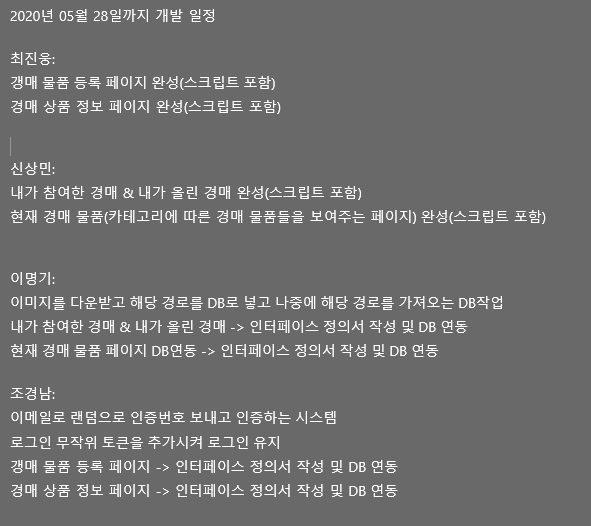 2020년 05월 28일까지 개발 일정
최진웅:
갱매 물품 등록 페이지 완성(스크립트 포함)
경매 상품 정보 페이지 완성(스크립트 포함)
신상민:
내가 참여한 경매 & 내가 올린 경매 완성(스크립트 포함)
현재 경매 물품(카테고리에 따른 경매 물품들을 보여주는 페이지) 완성(스크립트 포함)
이명기:
이미지를 다운받고 해당 경로를 DB로 넣고 나중에 해당 경로를 가져오는 DB작업
내가 참여한 경매 & 내가 올린 경매 -> 인터페이스 정의서 작성 및 DB 연동
현재 경매 물품 페이지 DB연동 -> 인터페이스 정의서 작성 및 DB 연동
조경남:
이메일로 랜덤으로 인증번호 보내고 인증하는 시스템
로그인 무작위 토큰을 추가시켜 로그인 유지
갱매 물품 등록 페이지 -> 인터페이스 정의서 작성 및 DB 연동
경매 상품 정보 페이지 -> 인터페이스 정의서 작성 및 DB 연동